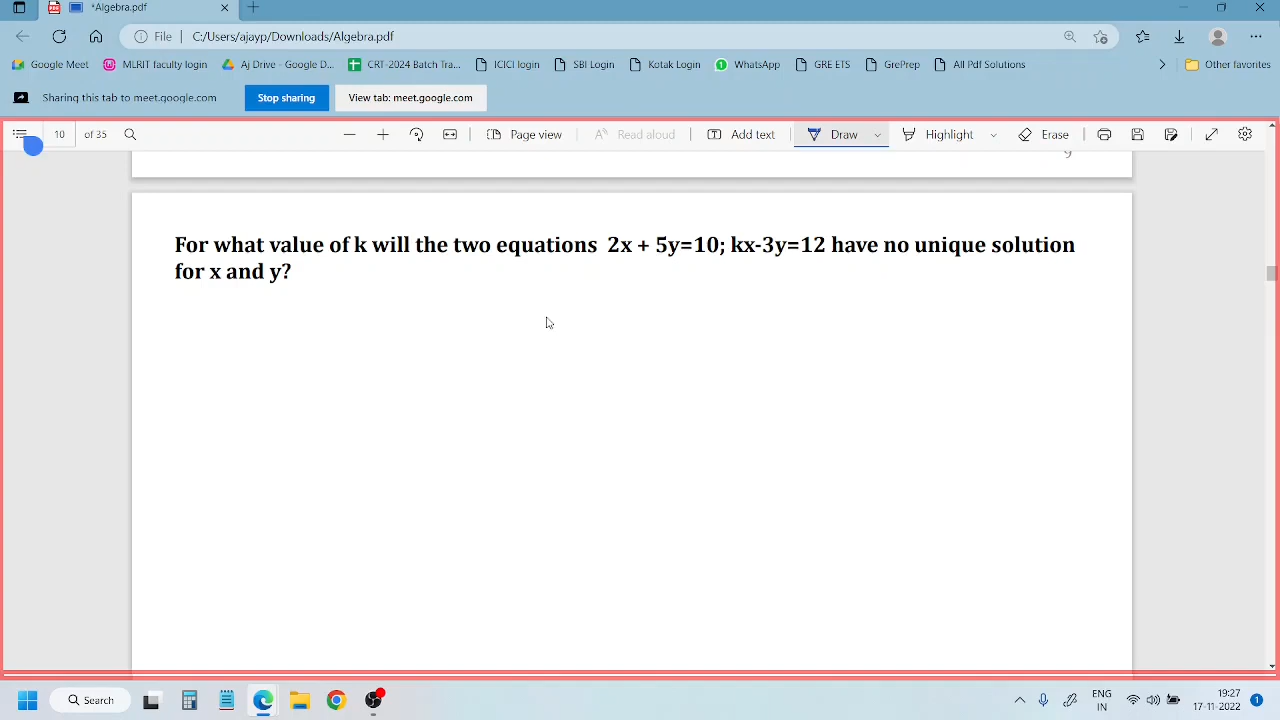 *Algebra.pdf
File
C:/Users/ajayp/Downloads/Algebra.pdf
Google Meet
MLRIT faculty login
Aj Drive - Google D...
CRT -2024 Batch Tra...
ICICI login
SBI Login
Kotak Login
WhatsApp
GRE ETS
GrePrep
All Pdf Solutions
Other favorites
Sharing this tab to meet.google.com
Stop sharing
View tab: meet.google.com
10 of 35
Page view
Read aloud
Add text
Draw
Highlight
Erase
9
For what value of k will the two equations 2x + 5y=10; kx-3y=12 have no unique solution
for x and y?
Search
ENG
IN
19:27
17-11-2022
1